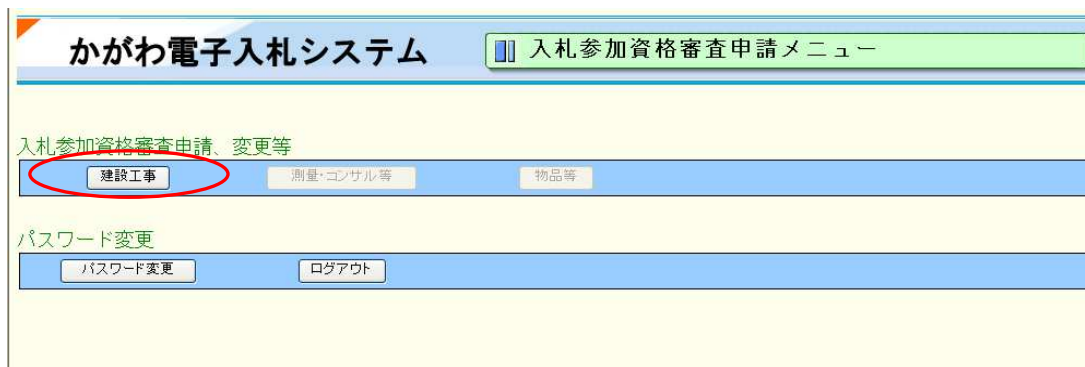 かがわ電子入札システム 入札参加資格審査申請メニュー
入札参加資格審査申請、変更等
建設工事 測量・コンサル等 物品等
パスワード変更
パスワード変更 ログアウト